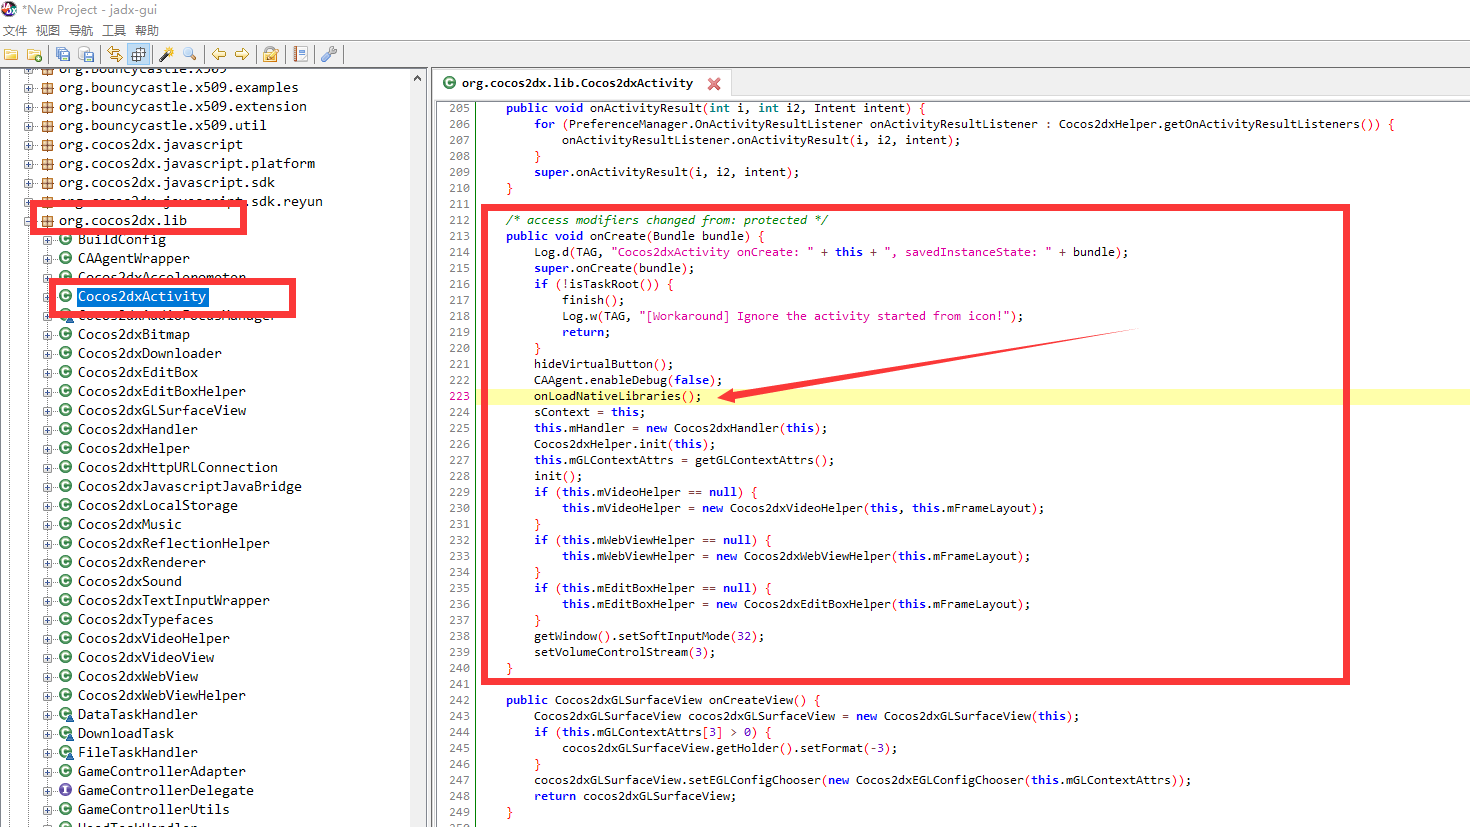 *New Project - jadx-gui
文件 视图 导航 工具 帮助
org.bouncycastle.x509
org.bouncycastle.x509.examples
org.bouncycastle.x509.extension
org.bouncycastle.x509.util
org.cocos2dx.javascript
org.cocos2dx.javascript.platform
org.cocos2dx.javascript.sdk
org.cocos2dx.javascript.sdk.reyun
org.cocos2dx.lib
BuildConfig
CAAgentWrapper
Cocos2dxAccelerometer
Cocos2dxActivity
Cocos2dxAudioFocusManager
Cocos2dxBitmap
Cocos2dxDownloader
Cocos2dxEditBox
Cocos2dxEditBoxHelper
Cocos2dxGLSurfaceView
Cocos2dxHandler
Cocos2dxHelper
Cocos2dxHttpURLConnection
Cocos2dxJavascriptJavaBridge
Cocos2dxLocalStorage
Cocos2dxMusic
Cocos2dxReflectionHelper
Cocos2dxRenderer
Cocos2dxSound
Cocos2dxTextInputWrapper
Cocos2dxTypefaces
Cocos2dxVideoHelper
Cocos2dxVideoView
Cocos2dxWebView
Cocos2dxWebViewHelper
DataTaskHandler
DownloadTask
FileTaskHandler
GameControllerAdapter
GameControllerDelegate
GameControllerUtils
HeadTaskHandler
org.cocos2dx.lib.Cocos2dxActivity
205 public void onActivityResult(int i, int i2, Intent intent) {
206 for (PreferenceManager.OnActivityResultListener onActivityResultListener : Cocos2dxHelper.getOnActivityResultListeners()) {
207 onActivityResultListener.onActivityResult(i, i2, intent);
208 }
209 super.onActivityResult(i, i2, intent);
210 }
211
212 /* access modifiers changed from: protected */
213 public void onCreate(Bundle bundle) {
214 Log.d(TAG, "Cocos2dxActivity onCreate: " + this + ", savedInstanceState: " + bundle);
215 super.onCreate(bundle);
216 if (!isTaskRoot()) {
217 finish();
218 Log.w(TAG, "[Workaround] Ignore the activity started from icon!");
219 return;
220 }
221 hideVirtualButton();
222 CAAgent.enableDebug(false);
223 onLoadNativeLibraries();
224 sContext = this;
225 this.mHandler = new Cocos2dxHandler(this);
226 Cocos2dxHelper.init(this);
227 this.mGLContextAttrs = getGLContextAttrs();
228 init();
229 if (this.mVideoHelper == null) {
230 this.mVideoHelper = new Cocos2dxVideoHelper(this, this.mFrameLayout);
231 }
232 if (this.mWebViewHelper == null) {
233 this.mWebViewHelper = new Cocos2dxWebViewHelper(this.mFrameLayout);
234 }
235 if (this.mEditBoxHelper == null) {
236 this.mEditBoxHelper = new Cocos2dxEditBoxHelper(this.mFrameLayout);
237 }
238 getWindow().setSoftInputMode(32);
239 setVolumeControlStream(3);
240 }
241
242 public Cocos2dxGLSurfaceView onCreateView() {
243 Cocos2dxGLSurfaceView cocos2dxGLSurfaceView = new Cocos2dxGLSurfaceView(this);
244 if (this.mGLContextAttrs[3] > 0) {
245 cocos2dxGLSurfaceView.getHolder().setFormat(-3);
246 }
247 cocos2dxGLSurfaceView.setEGLConfigChooser(new Cocos2dxEGLConfigChooser(this.mGLContextAttrs));
248 return cocos2dxGLSurfaceView;
249 }